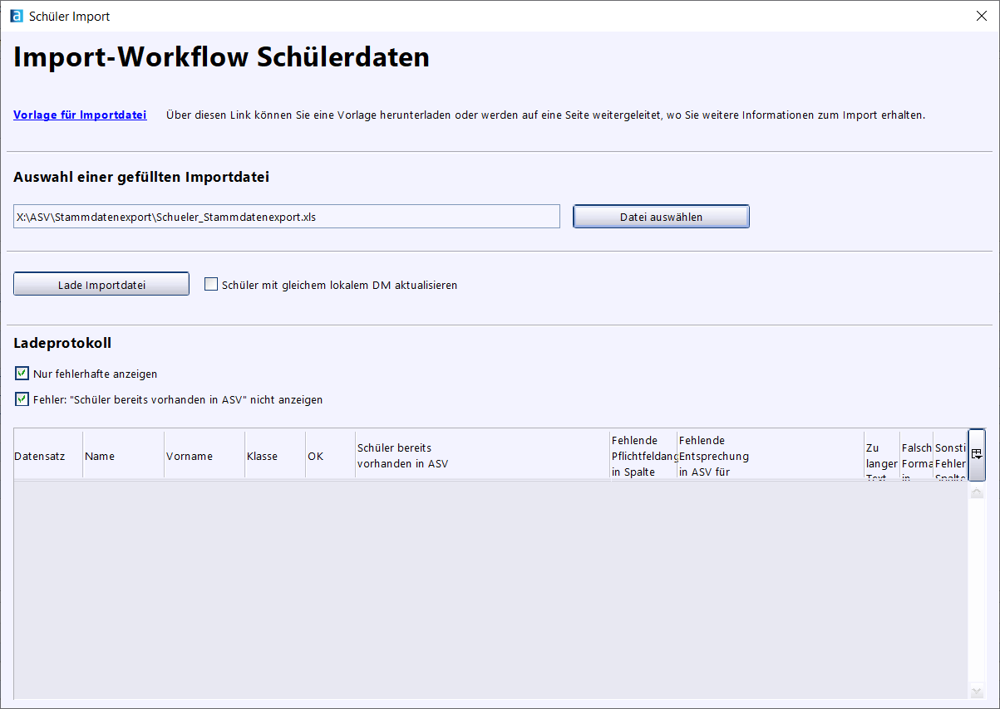 Schüler Import
Import-Workflow Schülerdaten
Vorlage für Importdatei Über diesen Link können Sie eine Vorlage herunterladen oder werden auf eine Seite weitergeleitet, wo Sie weitere Informationen zum Import erhalten.
Auswahl einer gefüllten Importdatei
X:\ASV\Stammdatenexport\Schueler_Stammdatenexport.xls Datei auswählen
Lade Importdatei Schüler mit gleichem lokalem DM aktualisieren
Ladeprotokoll
Nur fehlerhafte anzeigen
Fehler: "Schüler bereits vorhanden in ASV" nicht anzeigen
Datensatz
Name
Vorname
Klasse
OK
Schüler bereits
vorhanden in ASV
Fehlende
Pflichtfeldang
in Spalte
Fehlende
Entsprechung
in ASV für
Zu
langer
Text
Falsch
Forma
in
Sonsti
Fehler
Spalte